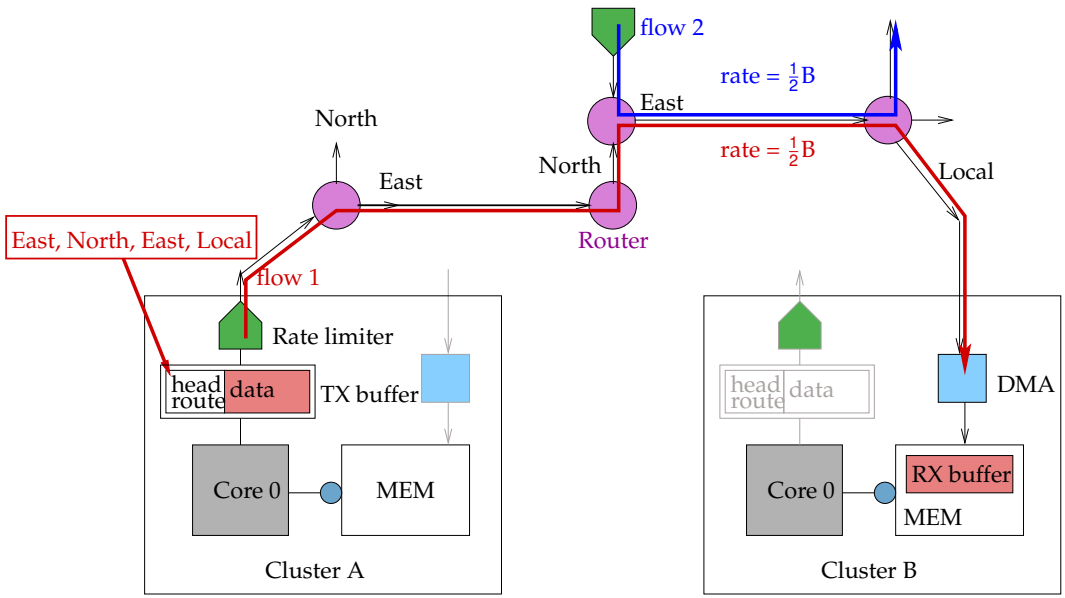 flow 2
rate = 1/2 B
East
North
rate = 1/2 B
East
North
Local
East, North, East, Local
Router
flow 1
Rate limiter
head
route
data
TX buffer
head
route
data
DMA
Core 0
MEM
Core 0
RX buffer
MEM
Cluster A
Cluster B